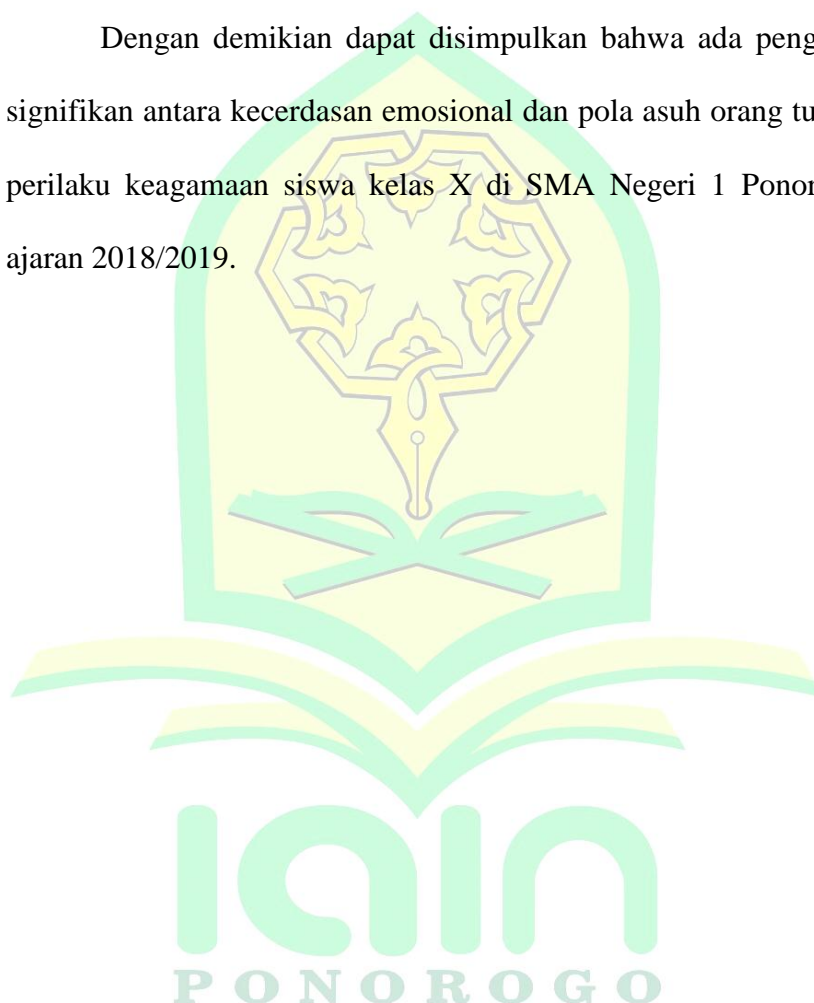 Dengan demikian dapat disimpulkan bahwa ada peng
signifikan antara kecerdasan emosional dan pola asuh orang tu
perilaku keagamaan siswa kelas X di SMA Negeri 1 Ponor
ajaran 2018/2019.
iain
PONOROGO